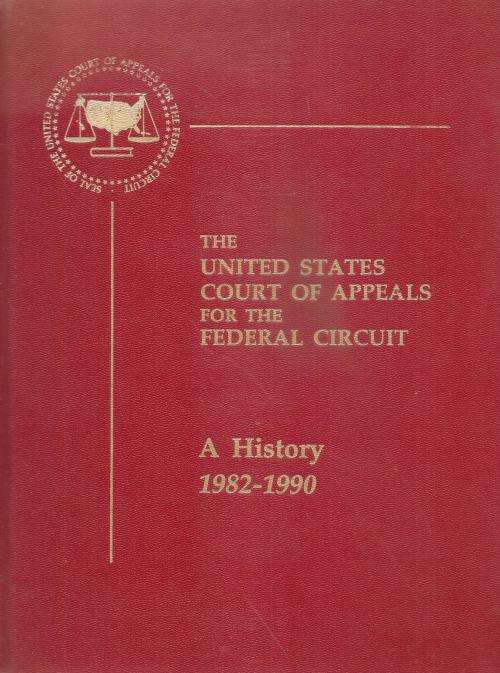 SEAL OF THE UNITED STATES COURT OF APPEALS FOR THE FEDERAL CIRCUIT
THE
UNITED STATES
COURT OF APPEALS
FOR THE
FEDERAL CIRCUIT
A History
1982-1990